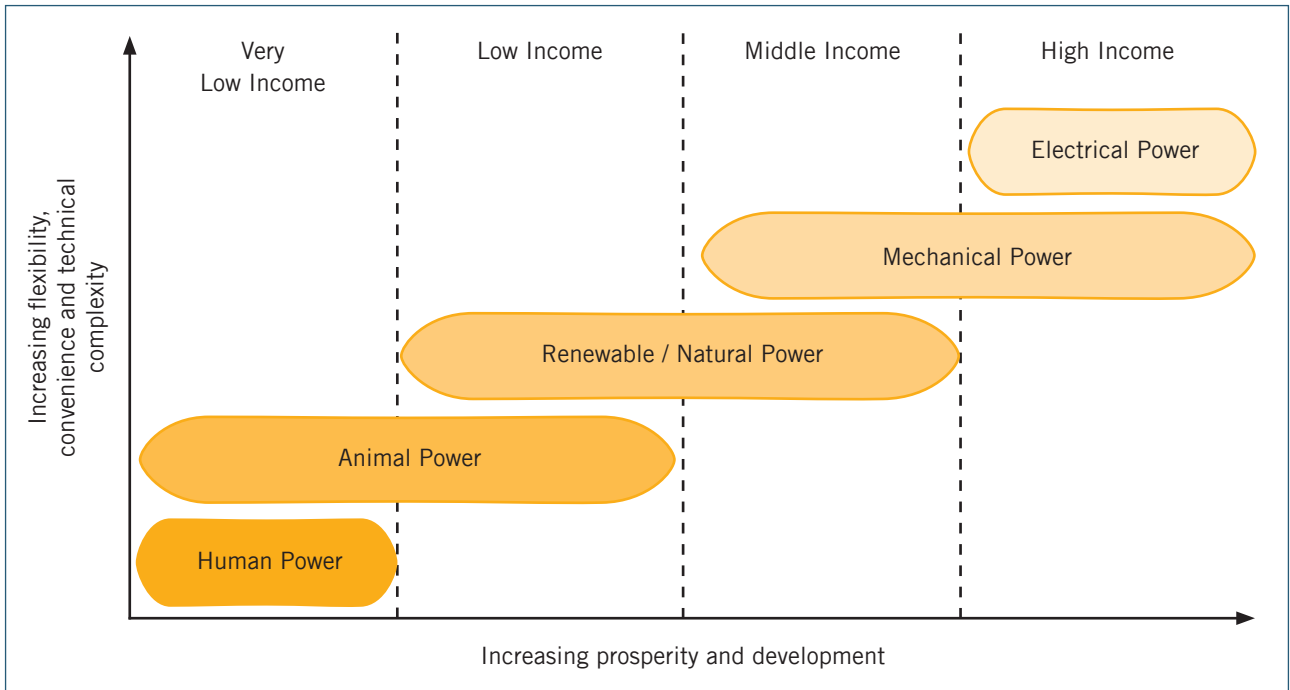 Very
Low Income
Low Income
Middle Income
High Income
Increasing flexibility,
convenience and technical
complexity
Electrical Power
Mechanical Power
Renewable / Natural Power
Animal Power
Human Power
Increasing prosperity and development